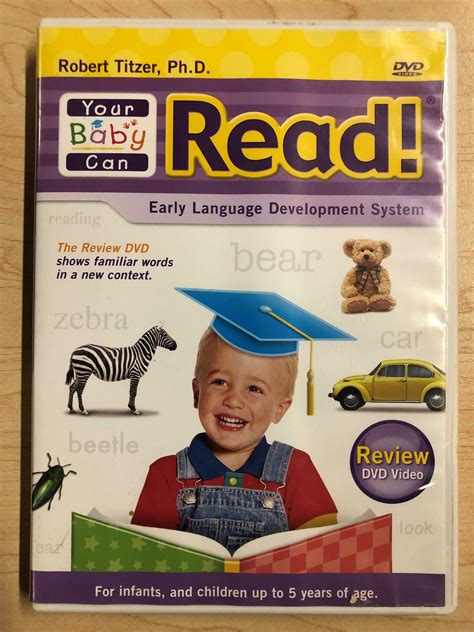 Robert Titzer, Ph.D.
DVD
VIDEO
Your
Baby
Can
Read!®
Early Language Development System
reading
The Review DVD
shows familiar words
in a new context.
bear
zebra
car
beetle
Review
DVD Video
look
ear
For infants, and children up to 5 years of age.